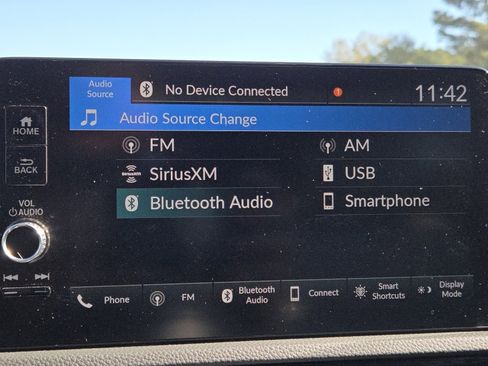 Audio
Source
No Device Connected
11:42
HOME
Audio Source Change
FM
AM
BACK
SiriusXM
USB
VOL
AUDIO
Bluetooth Audio
Smartphone
Phone
FM
Bluetooth
Audio
Connect
Smart
Shortcuts
Display
Mode